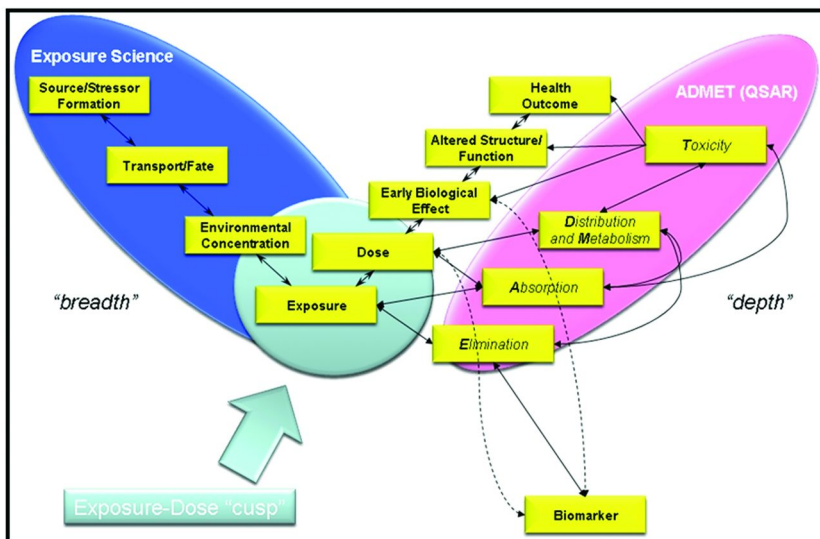 Exposure Science
Source/Stressor
Formation
Transport/Fate
Environmental
Concentration
"breadth"
Exposure
Dose
Early Biological
Effect
Altered Structure/
Function
Health
Outcome
ADMET (QSAR)
Toxicity
Distribution
and Metabolism
Absorption
Elimination
"depth"
Exposure-Dose "cusp"
Biomarker